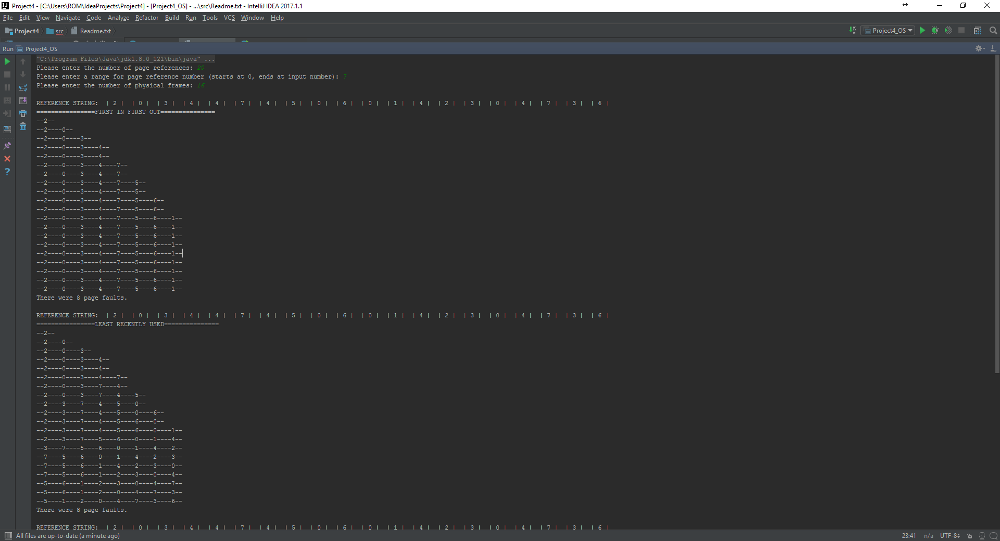 Project4 - [C:\Users\ROM\IdeaProjects\Project4] - [Project4_OS] - ...\src\Readme.txt - IntelliJ IDEA 2017.1.1
File Edit View Navigate Code Analyze Refactor Build Run Tools VCS Window Help
Project4 src Readme.txt Project4_OS
Run Project4_OS
"C:\Program Files\Java\jdk1.8.0_121\bin\java" ...
Please enter the number of page references: 20
Please enter a range for page reference number (starts at 0, ends at input number): 7
Please enter the number of physical frames: 16
REFERENCE STRING: | 2 | | 0 | | 3 | | 4 | | 4 | | 7 | | 4 | | 5 | | 0 | | 6 | | 0 | | 1 | | 4 | | 2 | | 3 | | 0 | | 4 | | 7 | | 3 | | 6 |
================FIRST IN FIRST OUT===============
--2--
--2----0--
--2----0----3--
--2----0----3----4--
--2----0----3----4--
--2----0----3----4----7--
--2----0----3----4----7--
--2----0----3----4----7----5--
--2----0----3----4----7----5--
--2----0----3----4----7----5----6--
--2----0----3----4----7----5----6--
--2----0----3----4----7----5----6----1--
--2----0----3----4----7----5----6----1--
--2----0----3----4----7----5----6----1--
--2----0----3----4----7----5----6----1--
--2----0----3----4----7----5----6----1--
--2----0----3----4----7----5----6----1--
--2----0----3----4----7----5----6----1--
--2----0----3----4----7----5----6----1--
--2----0----3----4----7----5----6----1--
There were 8 page faults.
REFERENCE STRING: | 2 | | 0 | | 3 | | 4 | | 4 | | 7 | | 4 | | 5 | | 0 | | 6 | | 0 | | 1 | | 4 | | 2 | | 3 | | 0 | | 4 | | 7 | | 3 | | 6 |
================LEAST RECENTLY USED===============
--2--
--2----0--
--2----0----3--
--2----0----3----4--
--2----0----3----4--
--2----0----3----4----7--
--2----0----3----7----4--
--2----0----3----7----4----5--
--2----3----7----4----5----0--
--2----3----7----4----5----0----6--
--2----3----7----4----5----6----0--
--2----3----7----4----5----6----0----1--
--2----3----7----5----6----0----1----4--
--3----7----5----6----0----1----4----2--
--7----5----6----0----1----4----2----3--
--7----5----6----1----4----2----3----0--
--7----5----6----1----2----3----0----4--
--5----6----1----2----3----0----4----7--
--5----6----1----2----0----4----7----3--
--5----1----2----0----4----7----3----6--
There were 8 page faults.
REFERENCE STRING: | 2 | | 0 | | 3 | | 4 | | 4 | | 7 | | 4 | | 5 | | 0 | | 6 | | 0 | | 1 | | 4 | | 2 | | 3 | | 0 | | 4 | | 7 | | 3 | | 6 |
All files are up-to-date (a minute ago) 23:41 n/a UTF-8